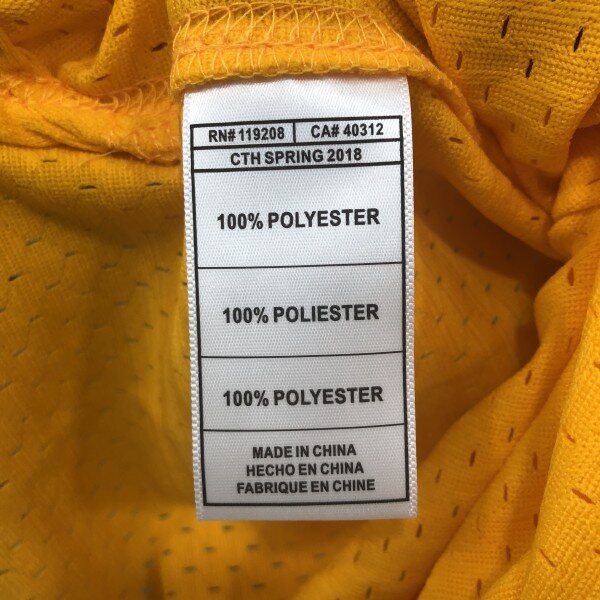 RN# 119208 CA# 40312
CTH SPRING 2018
100% POLYESTER
100% POLIESTER
100% POLYESTER
MADE IN CHINA
HECHO EN CHINA
FABRIQUE EN CHINE